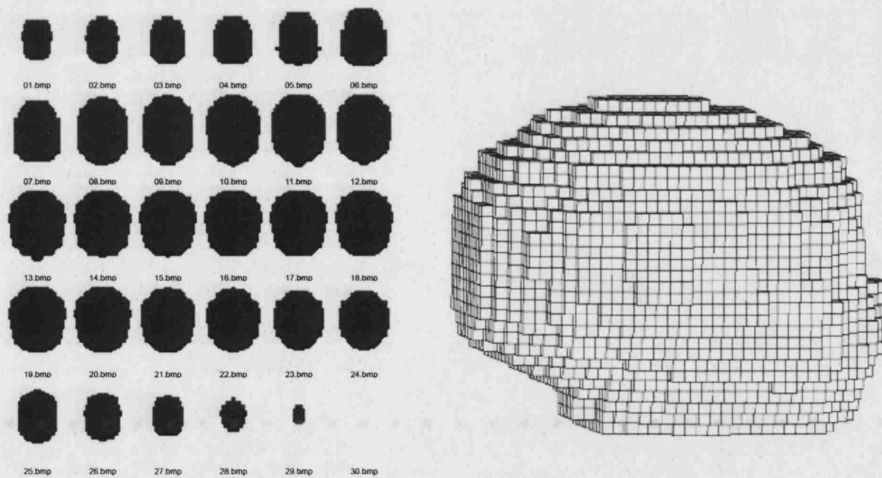 01.bmp 02.bmp 03.bmp 04.bmp 05.bmp 06.bmp
07.bmp 08.bmp 09.bmp 10.bmp 11.bmp 12.bmp
13.bmp 14.bmp 15.bmp 16.bmp 17.bmp 18.bmp
19.bmp 20.bmp 21.bmp 22.bmp 23.bmp 24.bmp
25.bmp 26.bmp 27.bmp 28.bmp 29.bmp 30.bmp